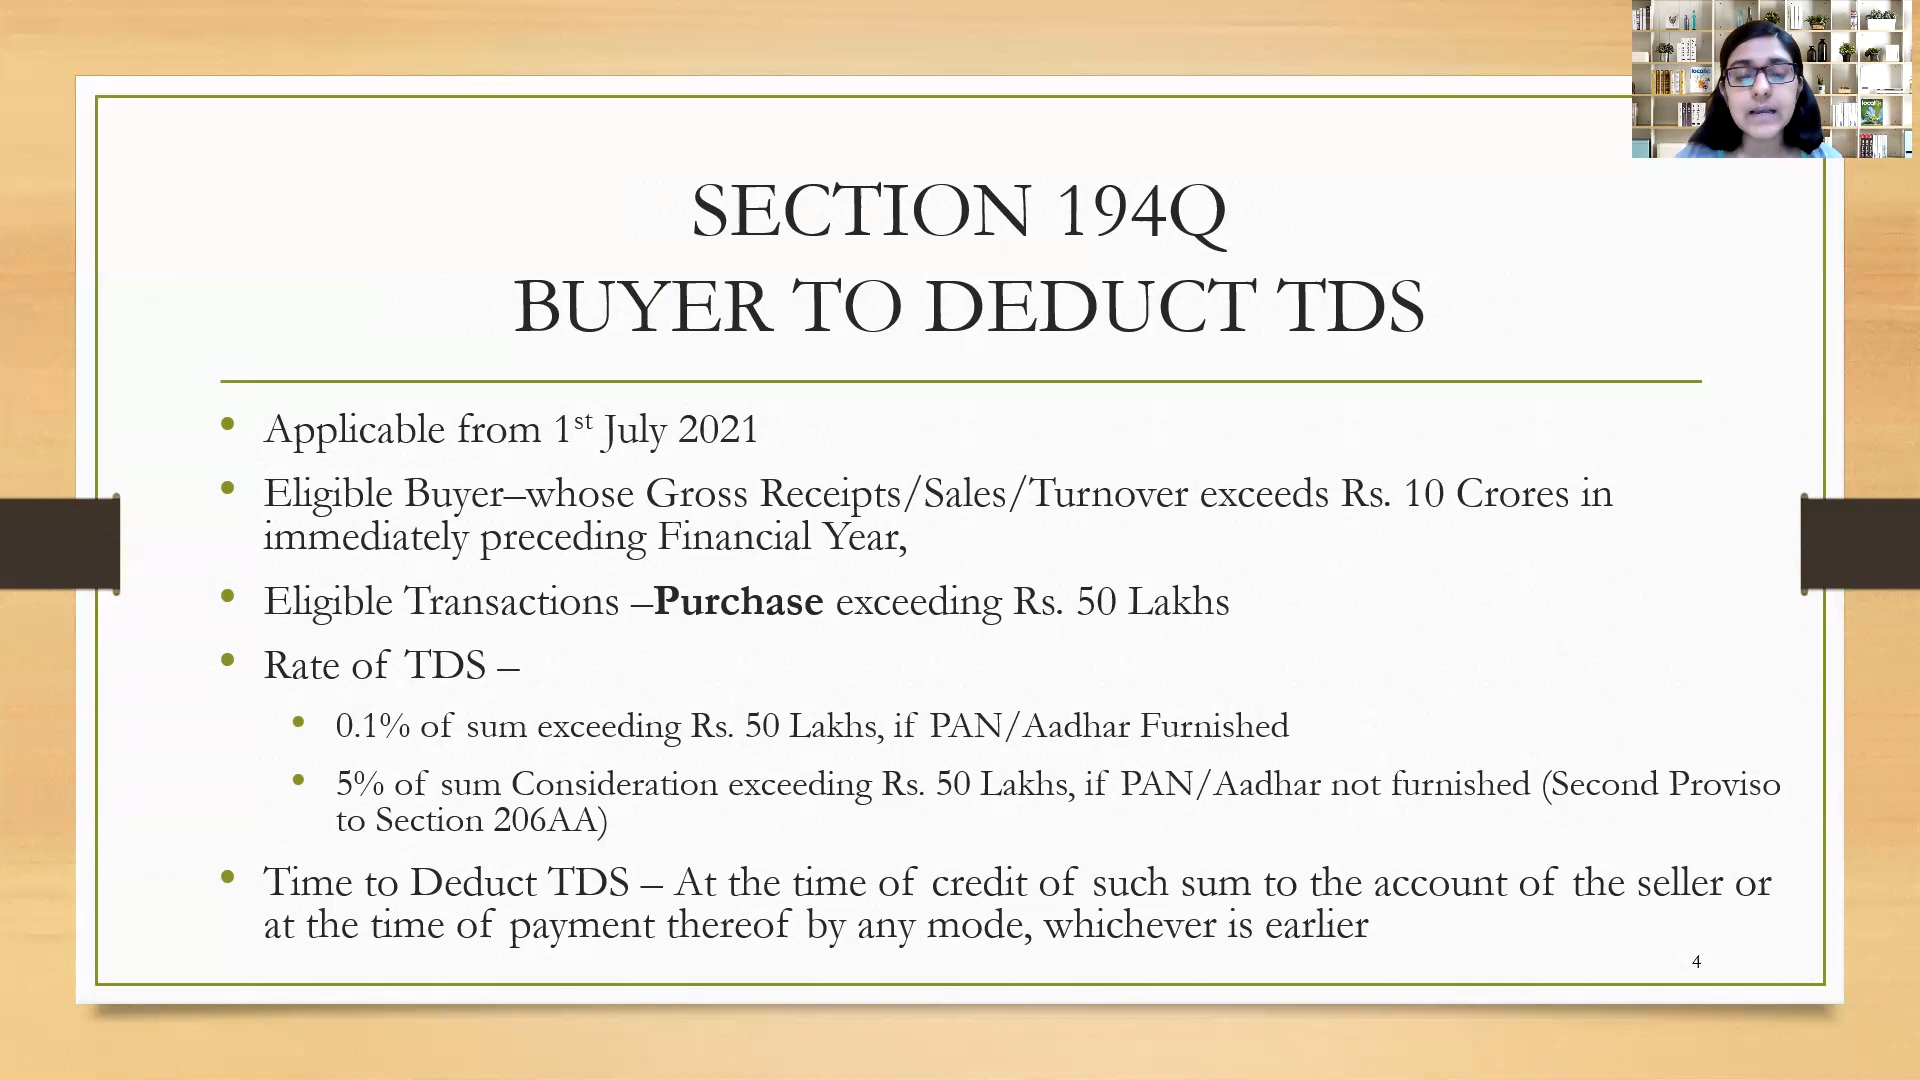 SECTION 194Q
BUYER TO DEDUCT TDS
• Applicable from 1st July 2021
• Eligible Buyer–whose Gross Receipts/Sales/Turnover exceeds Rs. 10 Crores in
immediately preceding Financial Year,
• Eligible Transactions –Purchase exceeding Rs. 50 Lakhs
• Rate of TDS –
• 0.1% of sum exceeding Rs. 50 Lakhs, if PAN/Aadhar Furnished
• 5% of sum Consideration exceeding Rs. 50 Lakhs, if PAN/Aadhar not furnished (Second Proviso
to Section 206AA)
• Time to Deduct TDS – At the time of credit of such sum to the account of the seller or
at the time of payment thereof by any mode, whichever is earlier
4